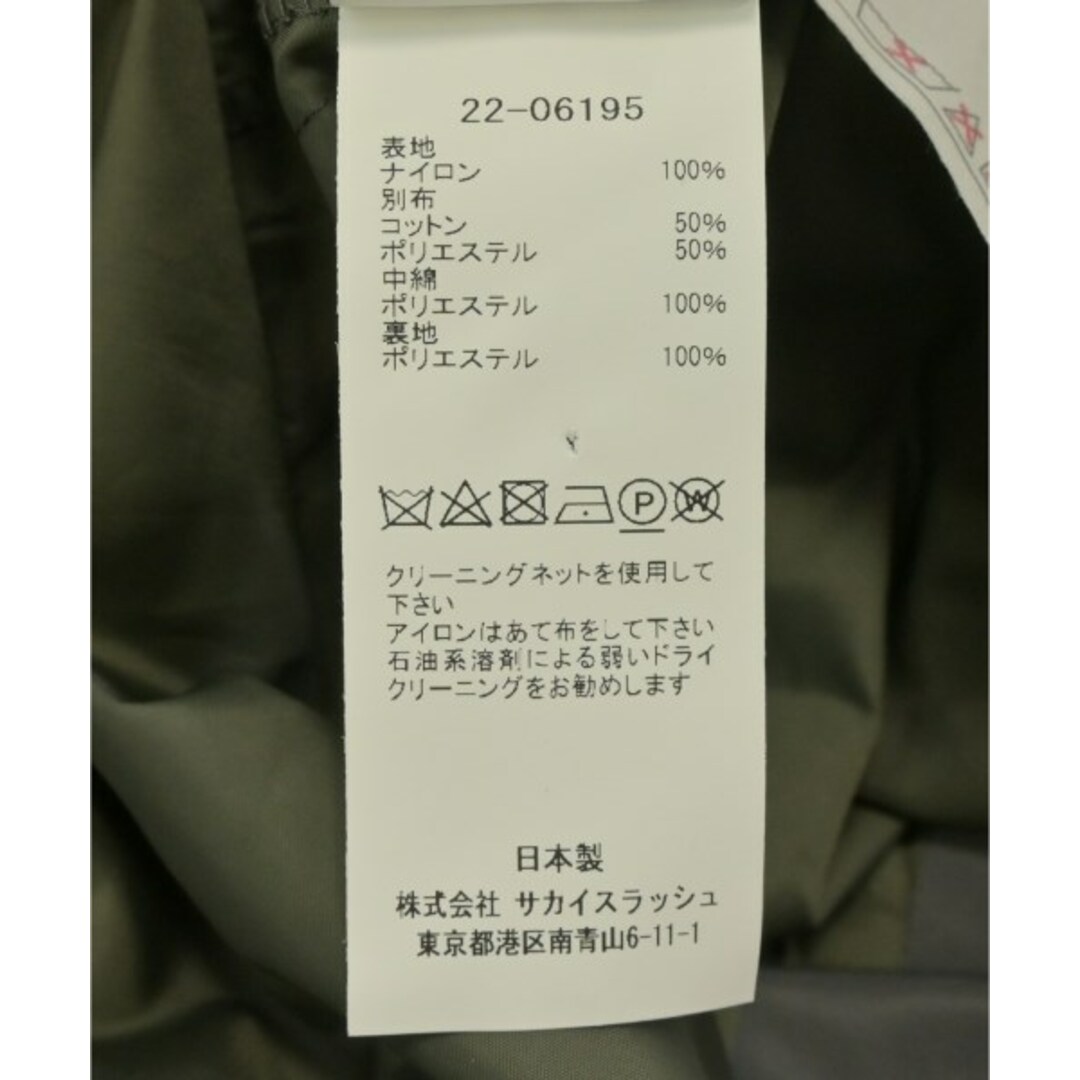 22-06195
表地
ナイロン 100%
別布
コットン 50%
ポリエステル 50%
中綿
ポリエステル 100%
裏地
ポリエステル 100%
P W
クリーニングネットを使用して
下さい
アイロンはあて布をして下さい
石油系溶剤による弱いドライ
クリーニングをお勧めします
日本製
株式会社 サカイスラッシュ
東京都港区南青山6-11-1